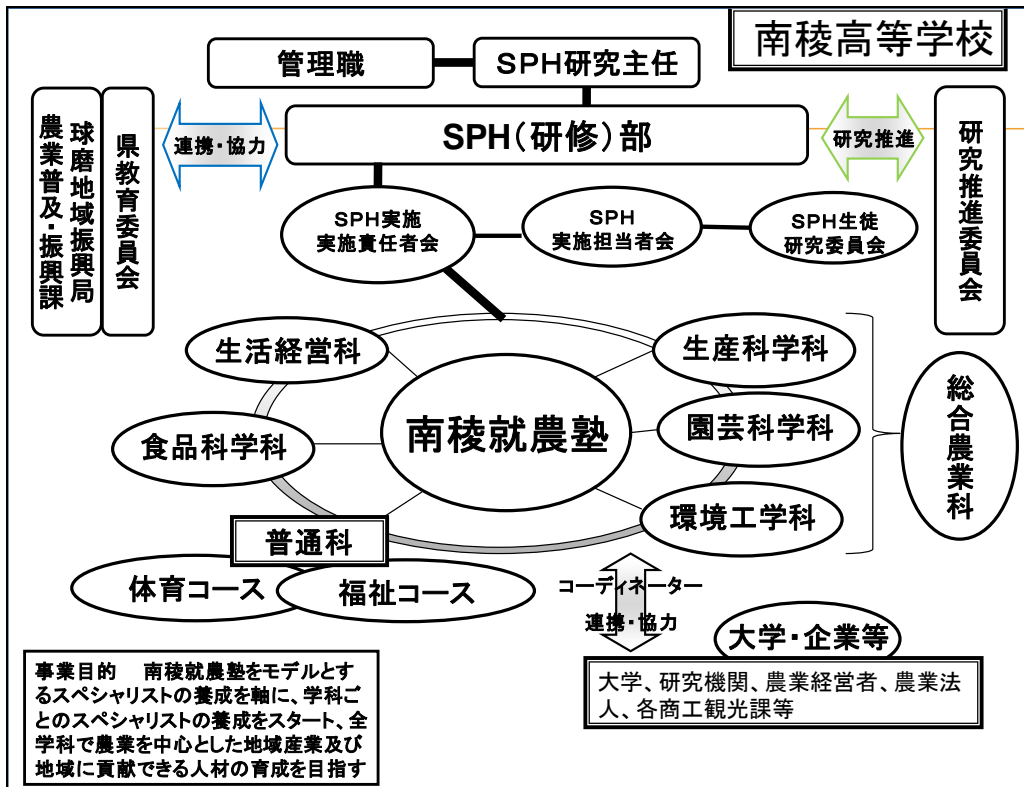 南稜高等学校
管理職
SPH研究主任
球磨地域振興局
農業普及・振興課
県教育委員会
連携・協力
SPH（研修）部
研究推進
研究推進委員会
SPH実施
実施責任者会
SPH
実施担当者会
SPH生徒
研究委員会
生活経営科
生産科学科
南稜就農塾
食品科学科
園芸科学科
総合農業科
環境工学科
普通科
体育コース
福祉コース
コーディネーター
連携・協力
大学・企業等
大学、研究機関、農業経営者、農業法
人、各商工観光課等
事業目的　南稜就農塾をモデルとす
るスペシャリストの養成を軸に、学科ご
とのスペシャリストの養成をスタート、全
学科で農業を中心とした地域産業及び
地域に貢献できる人材の育成を目指す